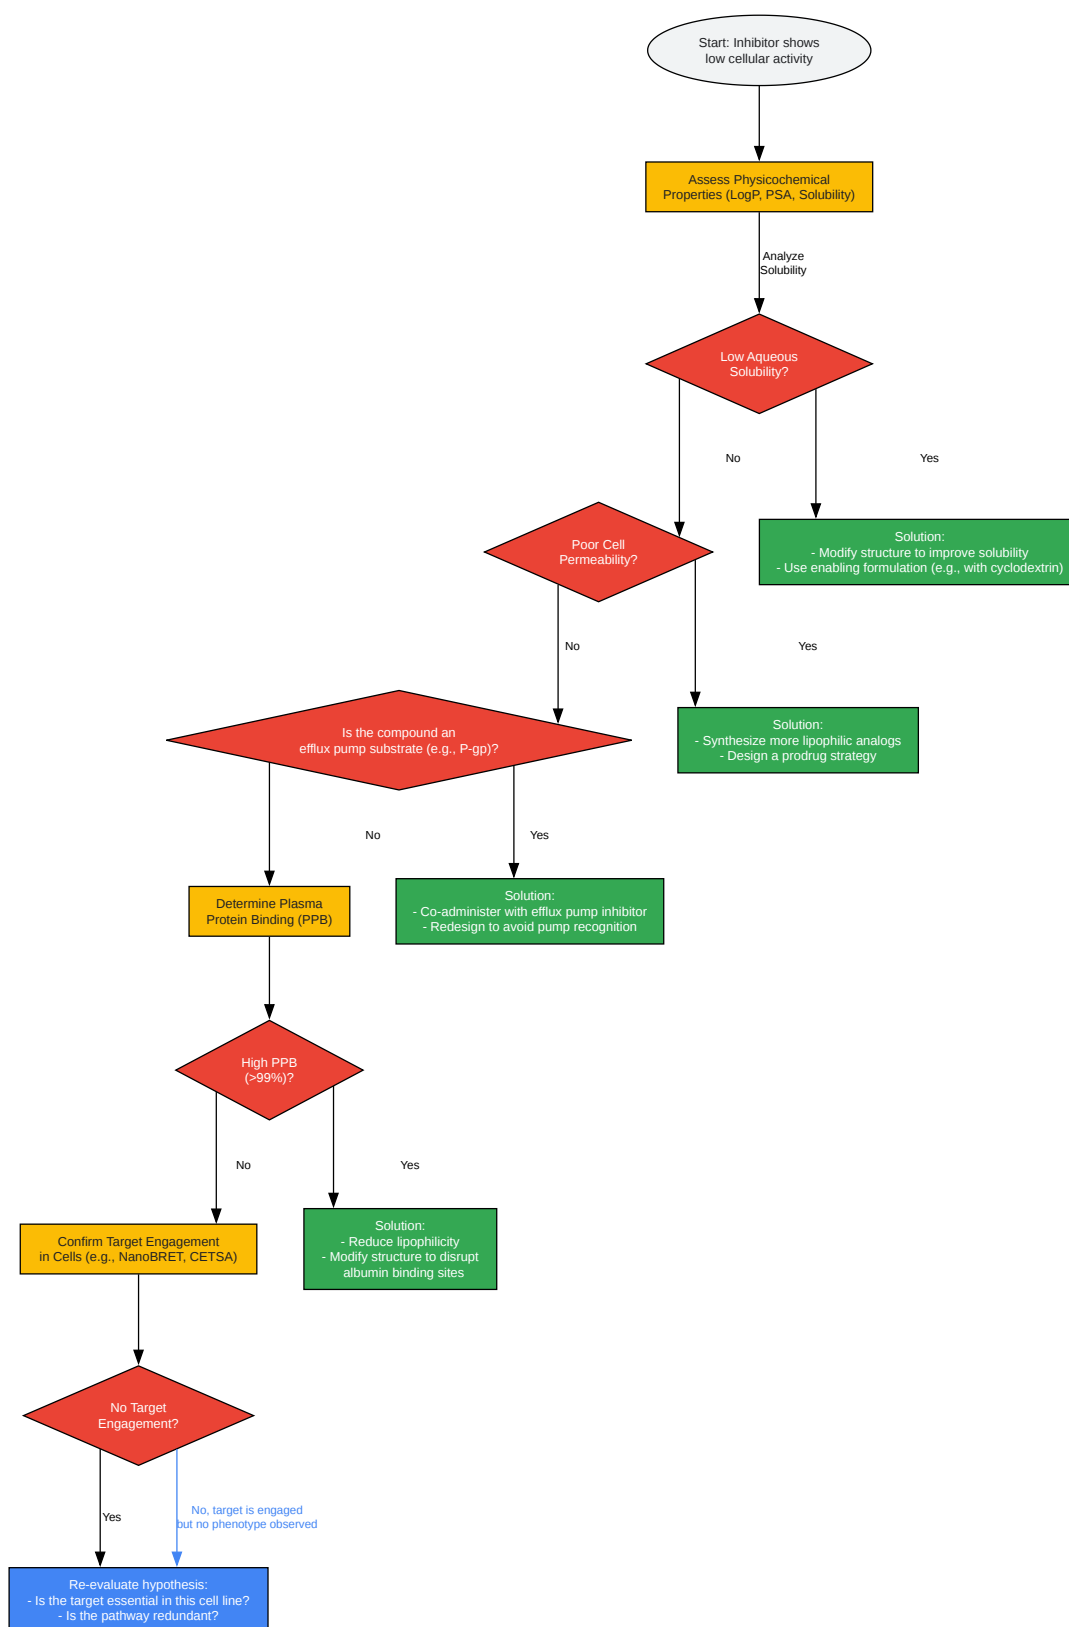 Start: Inhibitor shows
low cellular activity
Assess Physicochemical
Properties (LogP, PSA, Solubility)
Analyze
Solubility
Low Aqueous
Solubility?
No
Yes
Solution:
- Modify structure to improve solubility
- Use enabling formulation (e.g., with cyclodextrin)
Poor Cell
Permeability?
No
Yes
Solution:
- Synthesize more lipophilic analogs
- Design a prodrug strategy
Is the compound an
efflux pump substrate (e.g., P-gp)?
No
Yes
Solution:
- Co-administer with efflux pump inhibitor
- Redesign to avoid pump recognition
Determine Plasma
Protein Binding (PPB)
High PPB
(>99%)?
No
Yes
Solution:
- Reduce lipophilicity
- Modify structure to disrupt
albumin binding sites
Confirm Target Engagement
in Cells (e.g., NanoBRET, CETSA)
No Target
Engagement?
Yes
No, target is engaged
but no phenotype observed
Re-evaluate hypothesis:
- Is the target essential in this cell line?
- Is the pathway redundant?